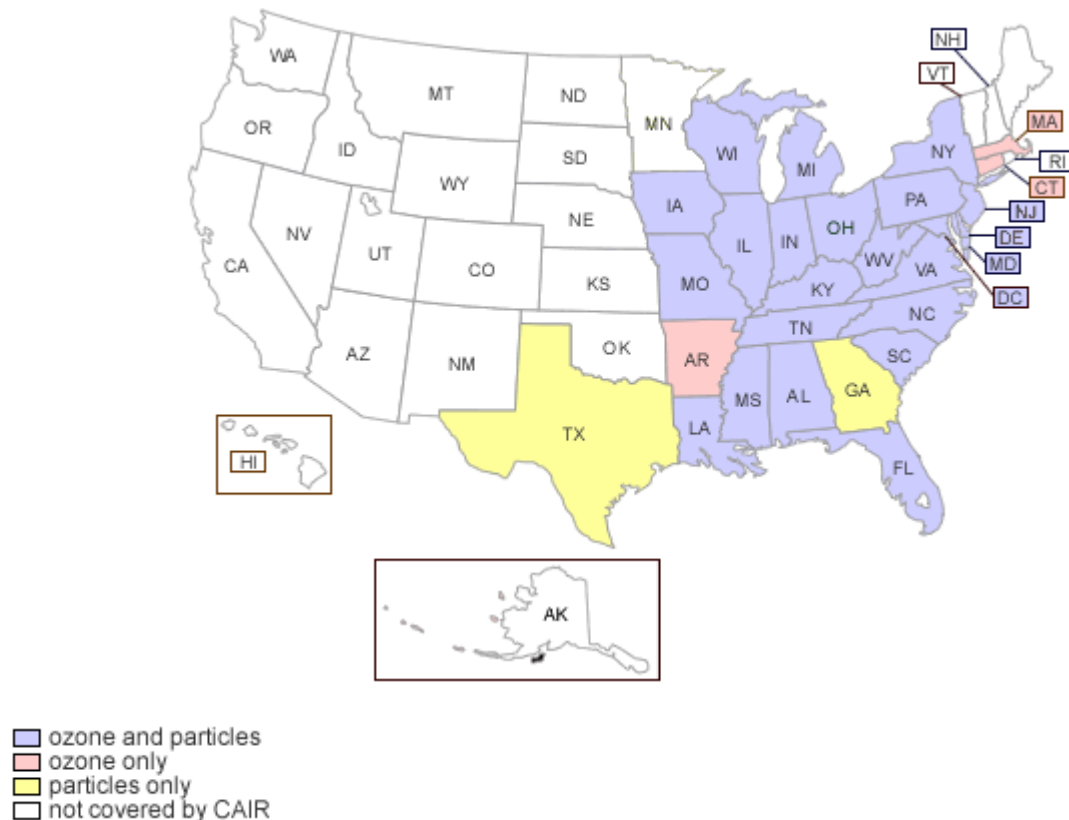 NH
WA
VT
MT
ND
MN
MA
OR
ID
SD
WI
NY
RI
MI
WY
CT
PA
IA
NJ
NE
OH
DE
NV
UT
IL
IN
WV
MD
CA
CO
VA
KS
MO
KY
DC
NC
TN
AZ
OK
AR
SC
NM
GA
MS
AL
TX
LA
HI
FL
AK
ozone and particles
ozone only
particles only
not covered by CAIR